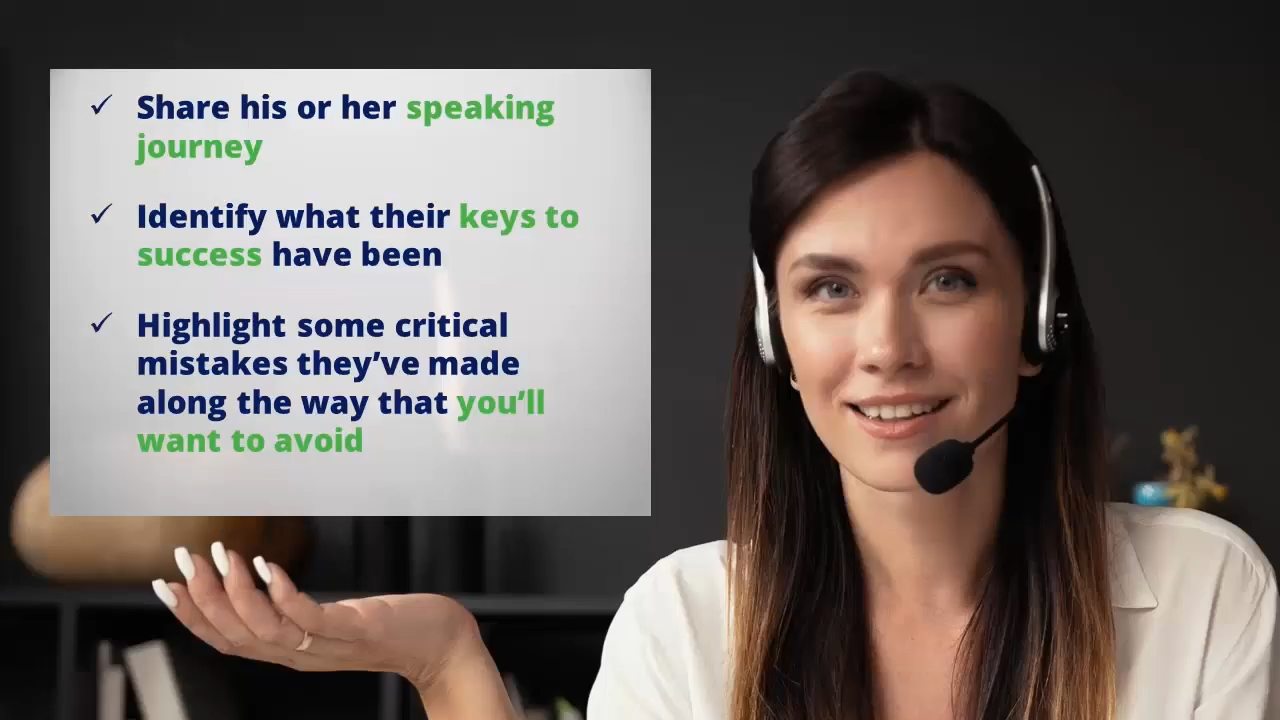 ✓ Share his or her speaking
journey
✓ Identify what their keys to
success have been
✓ Highlight some critical
mistakes they’ve made
along the way that you’ll
want to avoid